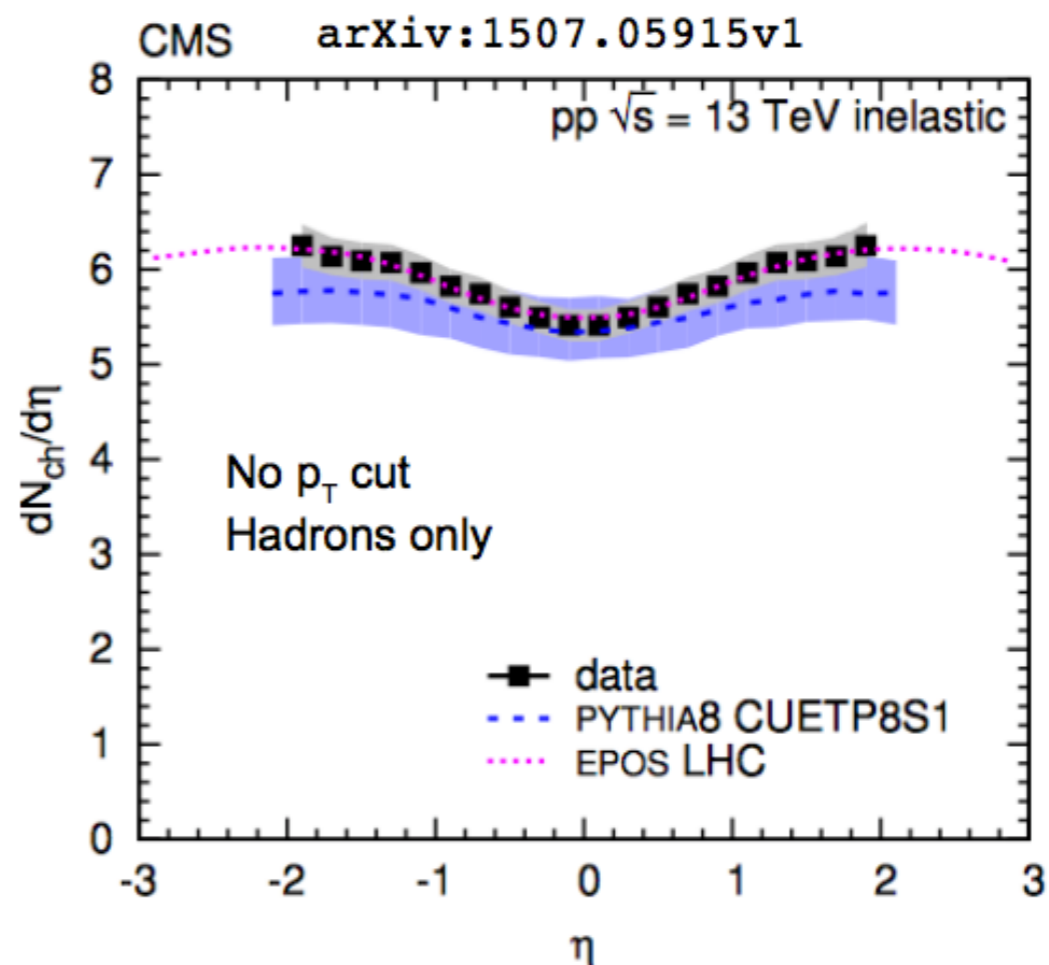 CMS arXiv:1507.05915v1
pp √s = 13 TeV inelastic
8
7
6
5
4
3
2
1
0
dN_ch/dη
No p_T cut
Hadrons only
data
PYTHIA8 CUETP8S1
EPOS LHC
-3 -2 -1 0 1 2 3
η